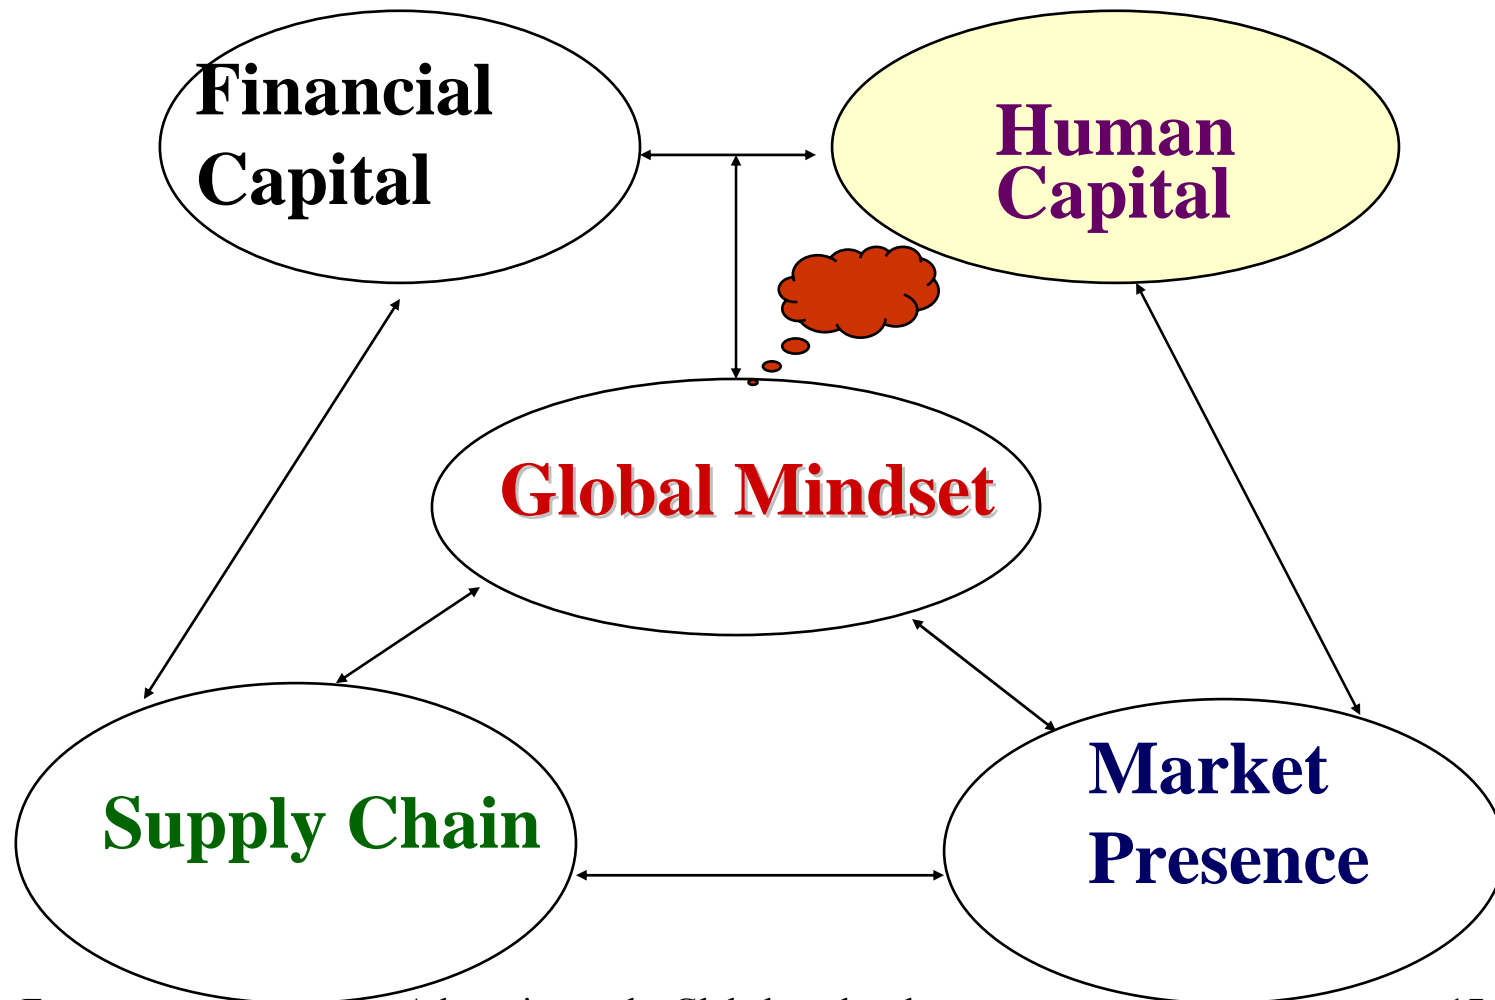 Financial
Capital
Human
Capital
Global Mindset
Supply Chain
Market
Presence